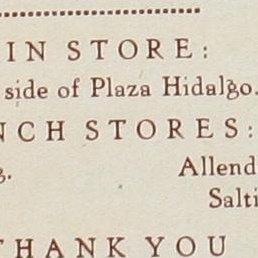 IN STORE:
side of Plaza Hidalgo.
NCH STORES:
g. Allend
Salti
THANK YOU